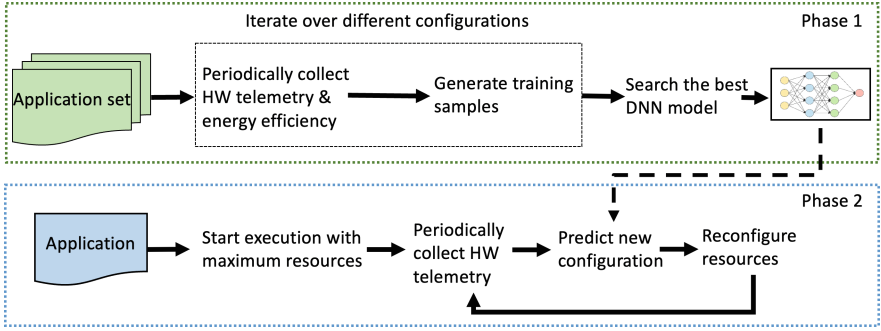 Iterate over different configurations
Phase 1
Application set
Periodically collect
HW telemetry &
energy efficiency
Generate training
samples
Search the best
DNN model
Phase 2
Application
Start execution with
maximum resources
Periodically
collect HW
telemetry
Predict new
configuration
Reconfigure
resources